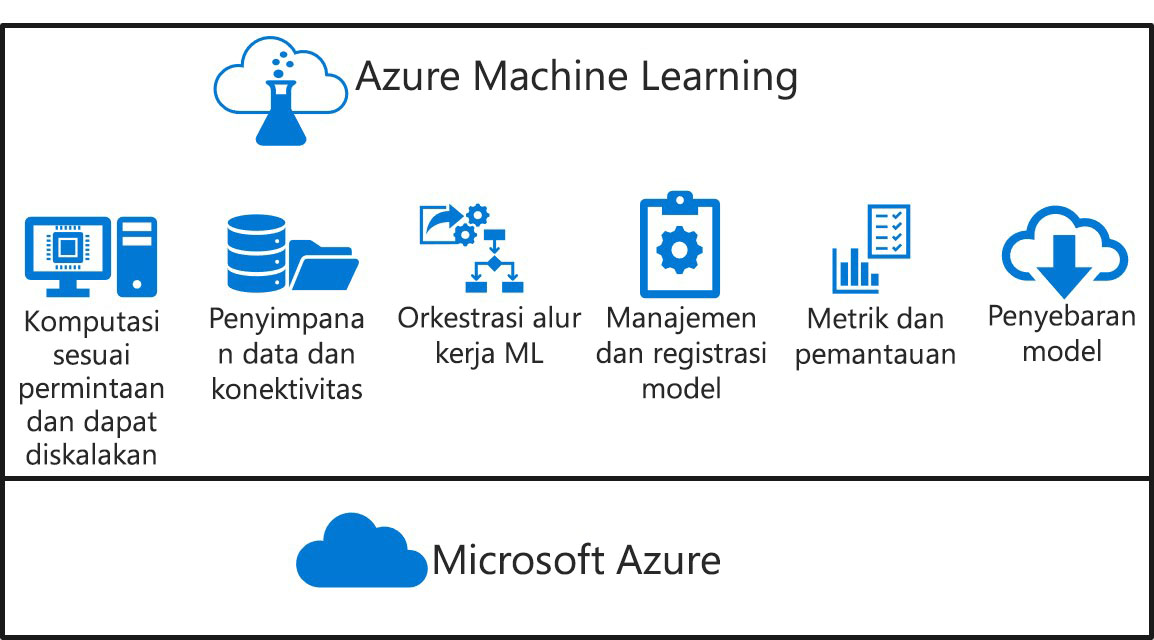 Azure Machine Learning
Komputasi
sesuai
permintaan
dan dapat
diskalakan
Penyimpana
n data dan
konektivitas
Orkestrasi alur
kerja ML
Manajemen
dan registrasi
model
Metrik dan
pemantauan
Penyebaran
model
Microsoft Azure